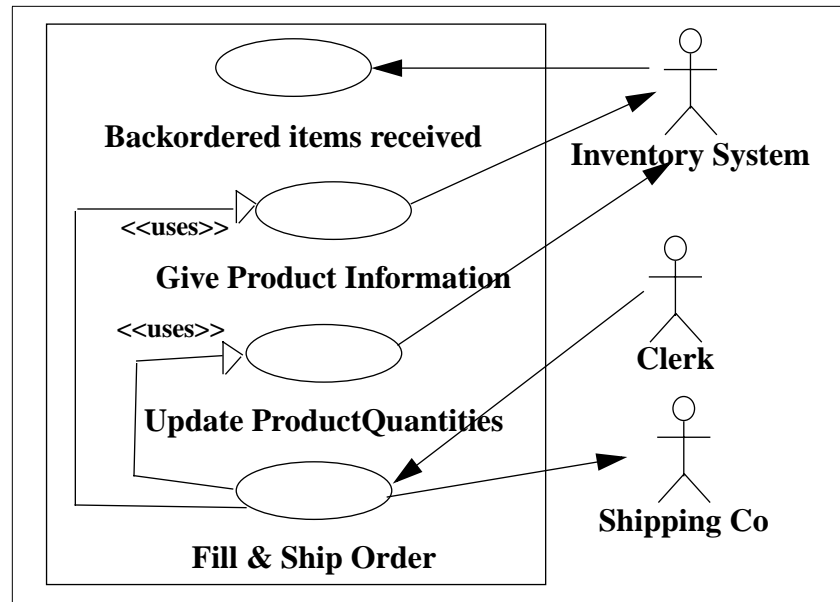 Backordered items received
Inventory System
<<uses>>
Give Product Information
<<uses>>
Clerk
Update ProductQuantities
Shipping Co
Fill & Ship Order